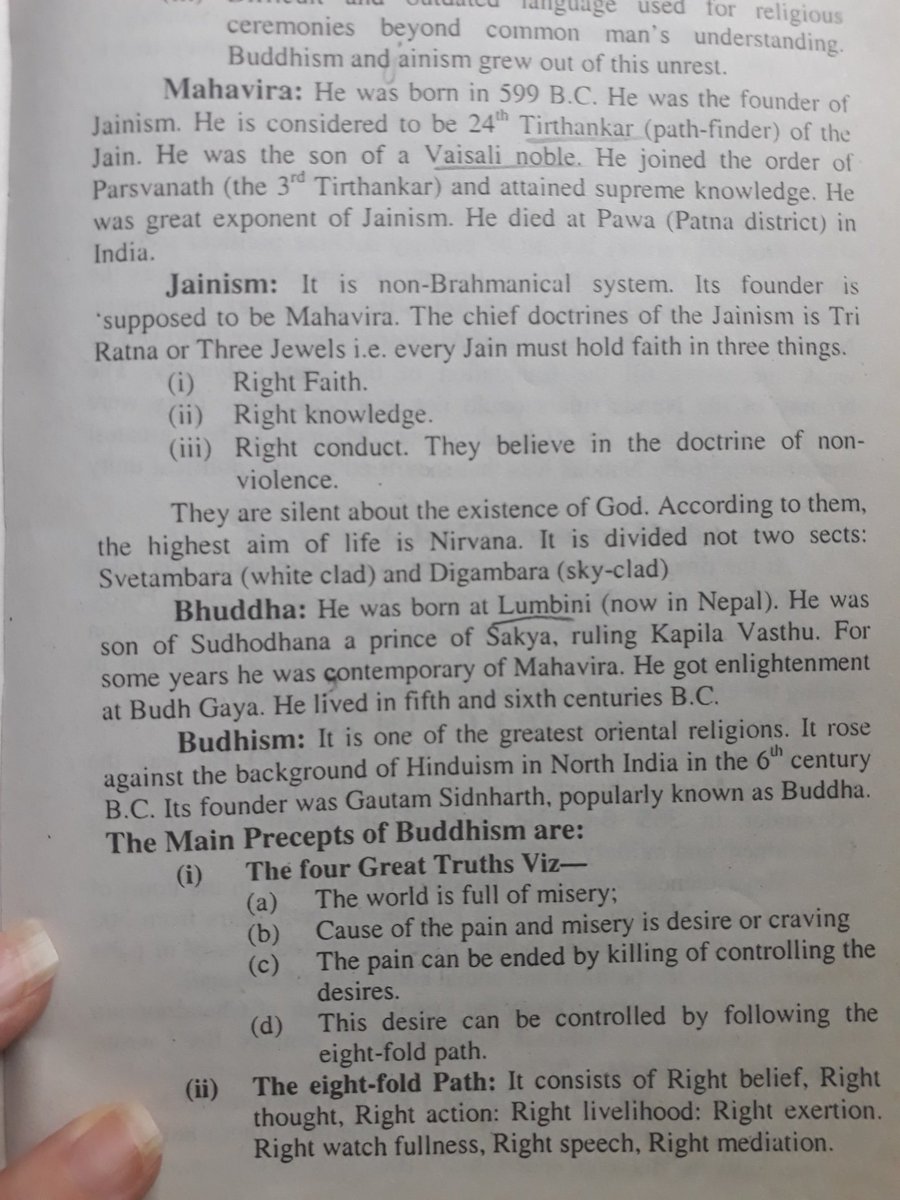 (iii) Difficult and outdated language used for religious
ceremonies beyond common man's understanding.
Buddhism and ainism grew out of this unrest.
Mahavira: He was born in 599 B.C. He was the founder of
Jainism. He is considered to be 24th Tirthankar (path-finder) of the
Jain. He was the son of a Vaisali noble. He joined the order of
Parsvanath (the 3rd Tirthankar) and attained supreme knowledge. He
was great exponent of Jainism. He died at Pawa (Patna district) in
India.
Jainism: It is non-Brahmanical system. Its founder is
'supposed to be Mahavira. The chief doctrines of the Jainism is Tri
Ratna or Three Jewels i.e. every Jain must hold faith in three things.
(i) Right Faith.
(ii) Right knowledge.
(iii) Right conduct. They believe in the doctrine of non-
violence.
They are silent about the existence of God. According to them,
the highest aim of life is Nirvana. It is divided not two sects:
Svetambara (white clad) and Digambara (sky-clad)
Bhuddha: He was born at Lumbini (now in Nepal). He was
son of Sudhodhana a prince of Sakya, ruling Kapila Vasthu. For
some years he was contemporary of Mahavira. He got enlightenment
at Budh Gaya. He lived in fifth and sixth centuries B.C.
Budhism: It is one of the greatest oriental religions. It rose
against the background of Hinduism in North India in the 6th century
B.C. Its founder was Gautam Sidnharth, popularly known as Buddha.
The Main Precepts of Buddhism are:
(i) The four Great Truths Viz—
(a) The world is full of misery;
(b) Cause of the pain and misery is desire or craving
(c) The pain can be ended by killing of controlling the
desires.
(d) This desire can be controlled by following the
eight-fold path.
(ii) The eight-fold Path: It consists of Right belief, Right
thought, Right action: Right livelihood: Right exertion.
Right watch fullness, Right speech, Right mediation.